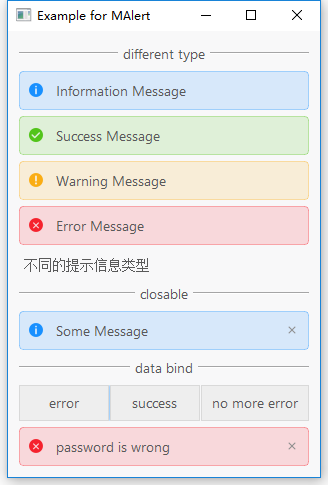 Example for MAlert
different type
Information Message
Success Message
Warning Message
Error Message
不同的提示信息类型
closable
Some Message
data bind
error success no more error
password is wrong